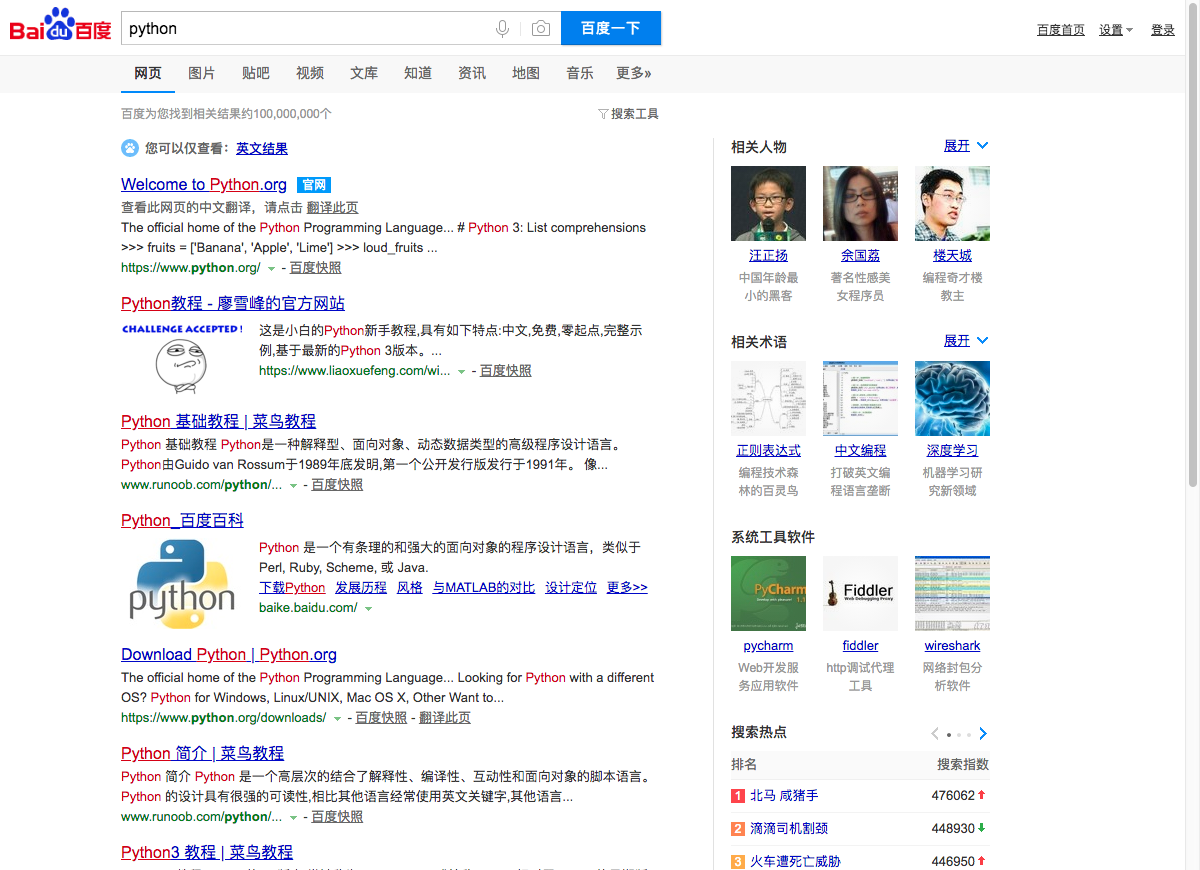 Bai du 百度
python
百度一下
百度首页 设置 登录
网页 图片 贴吧 视频 文库 知道 资讯 地图 音乐 更多»
百度为您找到相关结果约100,000,000个
搜索工具
您可以仅查看：英文结果
Welcome to Python.org 官网
查看此网页的中文翻译，请点击 翻译此页
The official home of the Python Programming Language... # Python 3: List comprehensions
>>> fruits = ['Banana', 'Apple', 'Lime'] >>> loud_fruits ...
https://www.python.org/ - 百度快照
Python教程 - 廖雪峰的官方网站
CHALLENGE ACCEPTED!
这是小白的Python新手教程,具有如下特点:中文,免费,零起点,完整示
例,基于最新的Python 3版本。...
https://www.liaoxuefeng.com/wi... - 百度快照
Python 基础教程 | 菜鸟教程
Python 基础教程 Python是一种解释型、面向对象、动态数据类型的高级程序设计语言。
Python由Guido van Rossum于1989年底发明,第一个公开发行版发行于1991年。 像...
www.runoob.com/python/... - 百度快照
Python_百度百科
python
Python 是一个有条理的和强大的面向对象的程序设计语言，类似于
Perl, Ruby, Scheme, 或 Java.
下载Python 发展历程 风格 与MATLAB的对比 设计定位 更多>>
baike.baidu.com/
Download Python | Python.org
The official home of the Python Programming Language... Looking for Python with a different
OS? Python for Windows, Linux/UNIX, Mac OS X, Other Want to...
https://www.python.org/downloads/ - 百度快照 - 翻译此页
Python 简介 | 菜鸟教程
Python 简介 Python 是一个高层次的结合了解释性、编译性、互动性和面向对象的脚本语言。
Python 的设计具有很强的可读性,相比其他语言经常使用英文关键字,其他语言...
www.runoob.com/python/... - 百度快照
Python3 教程 | 菜鸟教程
相关人物 展开
汪正扬 余国荔 楼天城
中国年龄最 著名性感美 编程奇才楼
小的黑客 女程序员 教主
相关术语 展开
正则表达式 中文编程 深度学习
编程技术森 打破英文编 机器学习研
林的百灵鸟 程语言垄断 究新领域
系统工具软件
PyCharm
Fiddler
Web Debugging Proxy
pycharm fiddler wireshark
Web开发服 http调试代理 网络封包分
务应用软件 工具 析软件
搜索热点
排名 搜索指数
1 北马 咸猪手 476062
2 滴滴司机割颈 448930
3 火车遭死亡威胁 446950